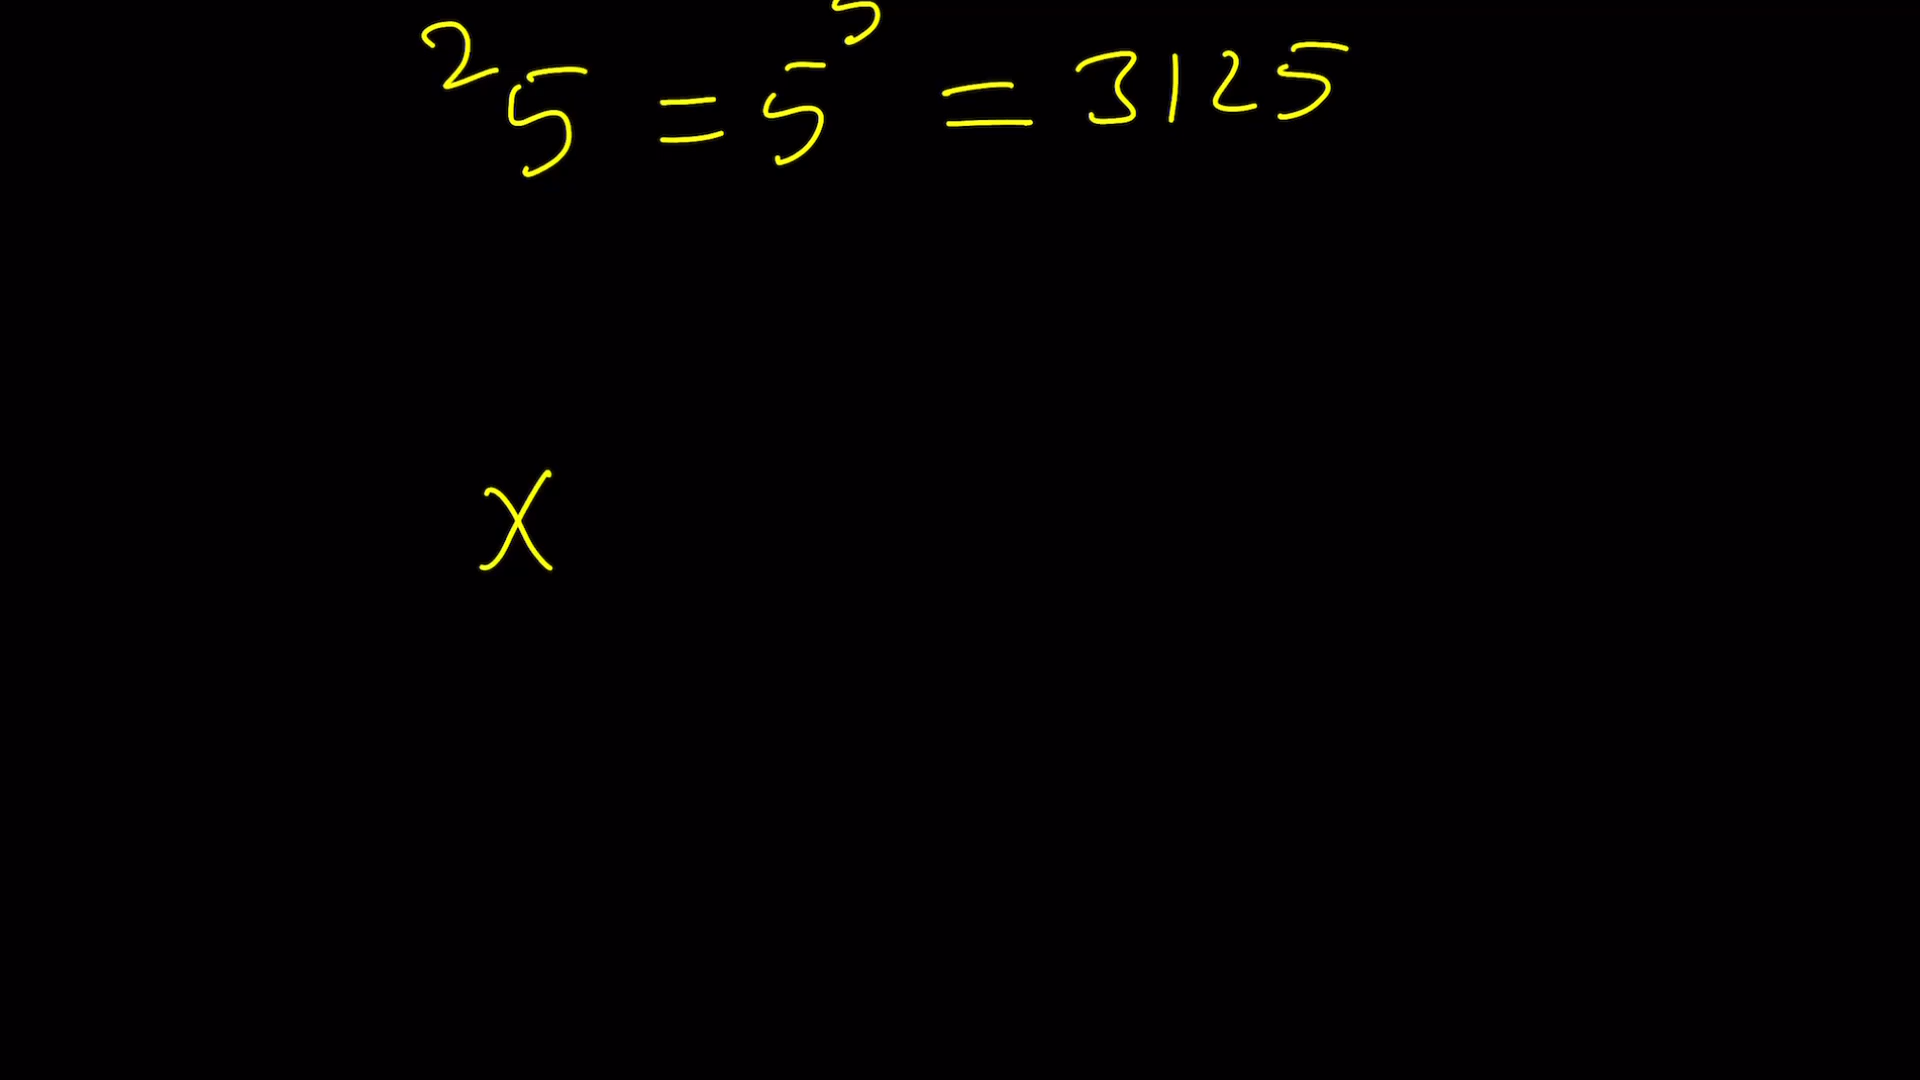 ²5 = 5⁵ = 3125
x